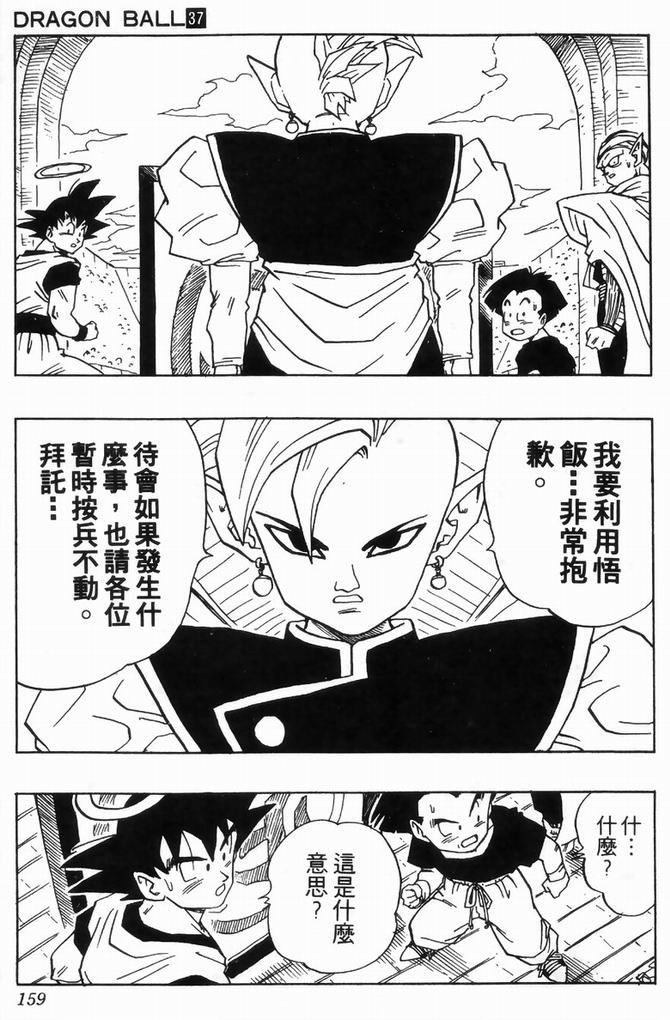 DRAGON BALL 37
我要利用悟
飯…非常抱
歉。
待會如果發生什
麼事，也請各位
暫時按兵不動。
拜託…
什…
什麼？
這是什麼
意思？
159